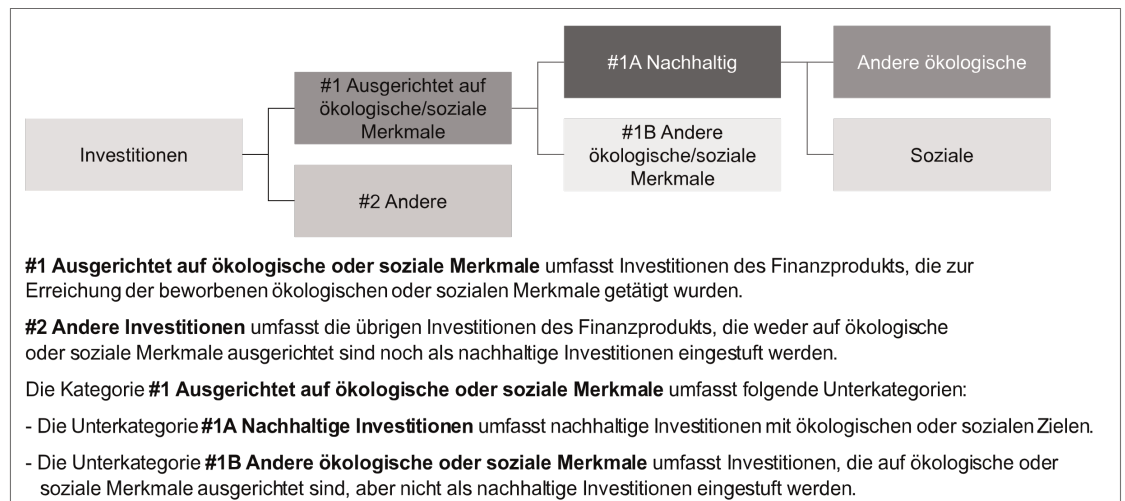 Investitionen
#1 Ausgerichtet auf
ökologische/soziale
Merkmale
#2 Andere
#1A Nachhaltig
#1B Andere
ökologische/soziale
Merkmale
Andere ökologische
Soziale
#1 Ausgerichtet auf ökologische oder soziale Merkmale umfasst Investitionen des Finanzprodukts, die zur
Erreichung der beworbenen ökologischen oder sozialen Merkmale getätigt wurden.
#2 Andere Investitionen umfasst die übrigen Investitionen des Finanzprodukts, die weder auf ökologische
oder soziale Merkmale ausgerichtet sind noch als nachhaltige Investitionen eingestuft werden.
Die Kategorie #1 Ausgerichtet auf ökologische oder soziale Merkmale umfasst folgende Unterkategorien:
- Die Unterkategorie #1A Nachhaltige Investitionen umfasst nachhaltige Investitionen mit ökologischen oder sozialen Zielen.
- Die Unterkategorie #1B Andere ökologische oder soziale Merkmale umfasst Investitionen, die auf ökologische oder
soziale Merkmale ausgerichtet sind, aber nicht als nachhaltige Investitionen eingestuft werden.